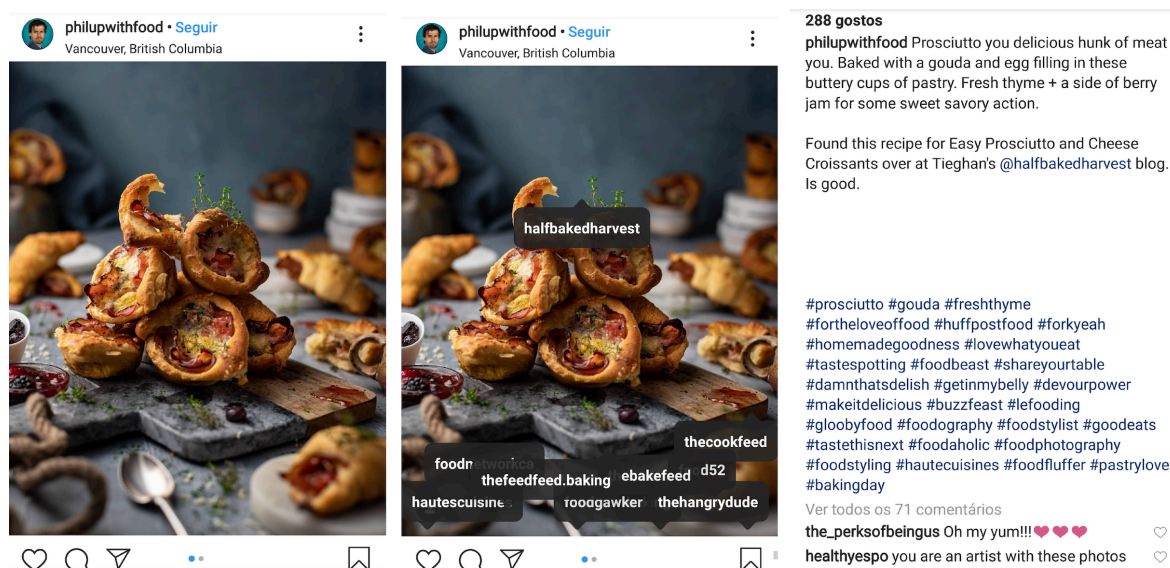 philupwithfood • Seguir
Vancouver, British Columbia
philupwithfood • Seguir
Vancouver, British Columbia
halfbakedharvest
thecookfeed
thefeedfeed.baking
ebakefeed
d52
hautescuisines
foodgawker
thehangrydude
288 gostos
philupwithfood Prosciutto you delicious hunk of meat
you. Baked with a gouda and egg filling in these
buttery cups of pastry. Fresh thyme + a side of berry
jam for some sweet savory action.
Found this recipe for Easy Prosciutto and Cheese
Croissants over at Tieghan's @halfbakedharvest blog.
Is good.
#prosciutto #gouda #freshthyme
#fortheloveoffood #huffpostfood #forkyeah
#homemadegoodness #lovewhatyoueat
#tastespotting #foodbeast #shareyourtable
#damnthatsdelish #getinmybelly #devourpower
#makeitdelicious #buzzfeast #lefooding
#gloobyfood #foodography #foodstylist #goodeats
#tastethisnext #foodaholic #foodphotography
#foodstyling #hautecuisines #foodfluffer #pastrylove
#bakingday
Ver todos os 71 comentários
the_perksofbeingus Oh my yum!!!❤❤❤
healthyespo you are an artist with these photos